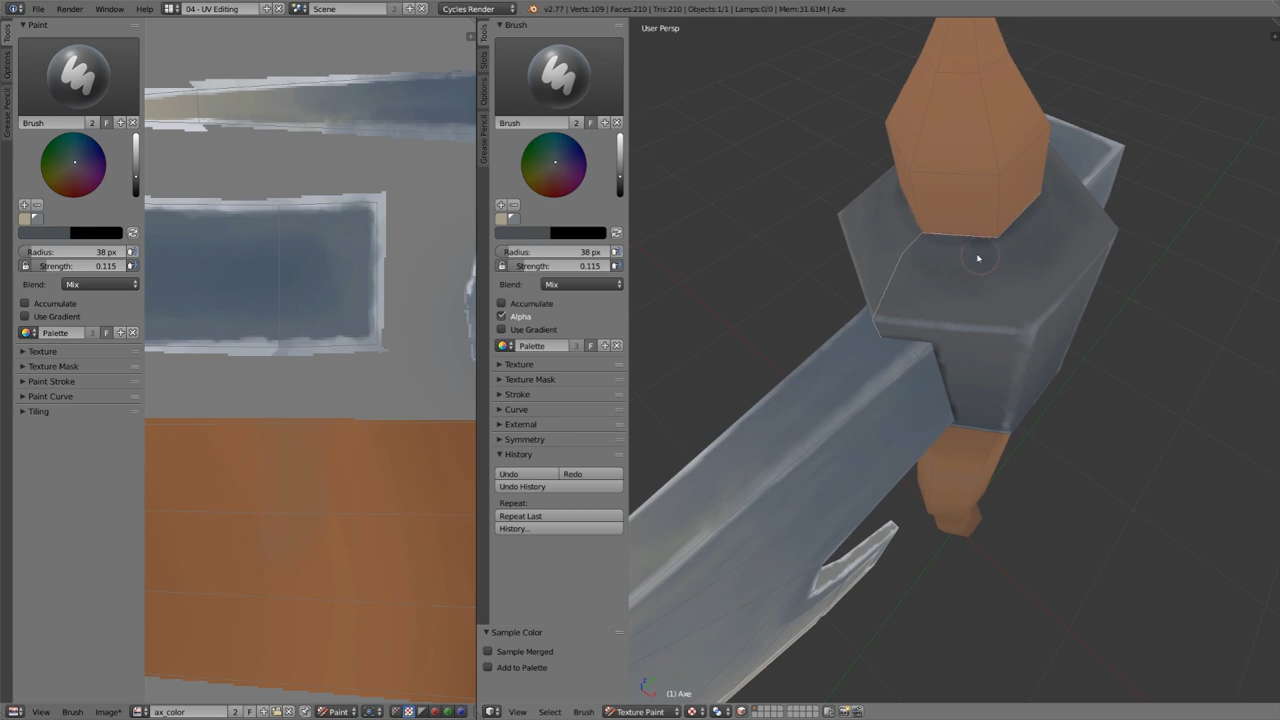 File Render Window Help 04 - UV Editing Scene 2 Cycles Render v2.77 | Verts:109 | Faces:210 | Tris:210 | Objects:1/1 | Lamps:0/0 | Mem:31.61M | Axe
Tools
Options
Grease Pencil
Paint
Brush 2 F
Radius: 38 px
Strength: 0.115
Blend: Mix
Accumulate
Use Gradient
Palette 3 F
Texture
Texture Mask
Paint Stroke
Paint Curve
Tiling
Tools
Slots
Options
Grease Pencil
Brush
Brush 2 F
Radius: 38 px
Strength: 0.115
Blend: Mix
Accumulate
Alpha
Use Gradient
Palette 3 F
Texture
Texture Mask
Stroke
Curve
External
Symmetry
History
Undo Redo
Undo History
Repeat:
Repeat Last
History...
Sample Color
Sample Merged
Add to Palette
User Persp
(1) Axe
View Brush Image* ax_color 2 F Paint
View Select Brush Texture Paint